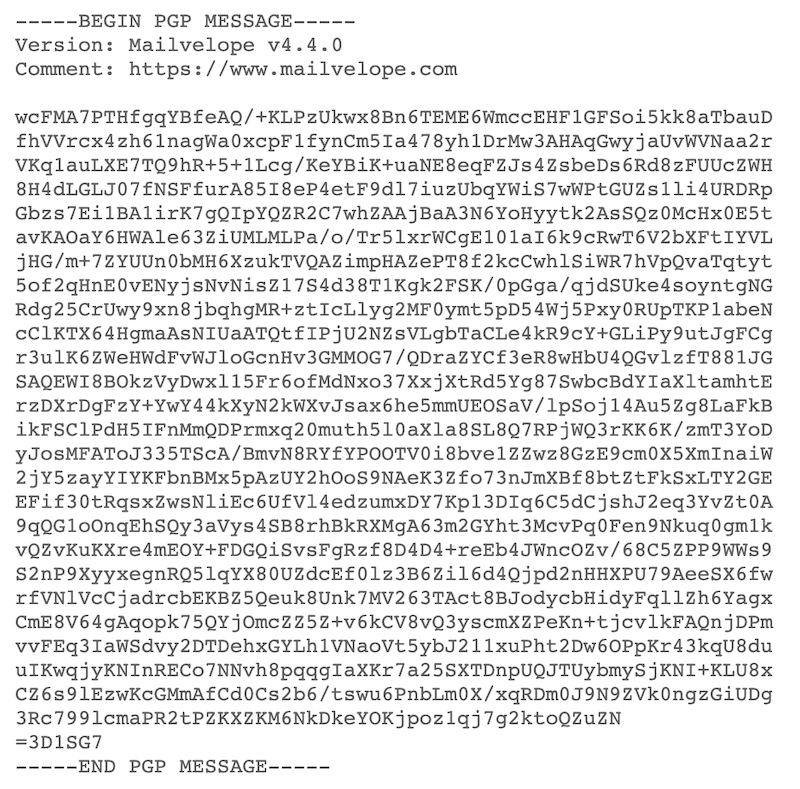 -----BEGIN PGP MESSAGE-----
Version: Mailvelope v4.4.0
Comment: https://www.mailvelope.com

wcFMA7PTHfgqYBfeAQ/+KLPzUkwx8Bn6TEME6WmccEHF1GFSoi5kk8aTbauD
fhVVrcx4zh61nagWa0xcpF1fynCm5Ia478yh1DrMw3AHAqGwyjaUvWVNaa2r
VKq1auLXE7TQ9hR+5+1Lcg/KeYBiK+uaNE8eqFZJs4ZsbeDs6Rd8zFUUcZWH
8H4dLGLJ07fNSFfurA85I8eP4etF9dl7iuzUbqYWiS7wWPtGUZs1li4URDRp
Gbzs7Ei1BA1irK7gQIpYQZR2C7whZAAjBaA3N6YoHyytk2AsSQz0McHx0E5t
avKAOaY6HWAle63ZiUMLMLPa/o/Tr5lxrWCgE101aI6k9cRwT6V2bXFtIYVL
jHG/m+7ZYUUn0bMH6XzukTVQAZimpHAZePT8f2kcCwhlSiWR7hVpQvaTqtyt
5of2qHnE0vENyjsNvNisZ17S4d38T1Kgk2FSK/0pGga/qjdSUke4soyntgNG
Rdg25CrUwy9xn8jbqhgMR+ztIcLlyg2MF0ymt5pD54Wj5Pxy0RUpTKP1abeN
cClKTX64HgmaAsNIUaATQtfIPjU2NZsVLgbTaCLe4kR9cY+GLiPy9utJgFCg
r3ulK6ZWeHWdFvWJloGcnHv3GMMOG7/QDraZYCf3eR8wHbU4QGvlzfT881JG
SAQEWI8BOkzVyDwxl15Fr6ofMdNxo37XxjXtRd5Yg87SwbcBdYIaXltamhtE
rzDXrDgFzY+YwY44kXyN2kWXvJsax6he5mmUEOSaV/lpSoj14Au5Zg8LaFkB
ikFSClPdH5IFnMmQDPrmxq20muth5l0aXla8SL8Q7RPjWQ3rKK6K/zmT3YoD
yJosMFAToJ335TScA/BmvN8RYfYPOOTV0i8bve1ZZwz8GzE9cm0X5XmInaiW
2jY5zayYIYKFbnBMx5pAzUY2hOoS9NAeK3Zfo73nJmXBf8btZtFkSxLTY2GE
EFif30tRqsxZwsNliEc6UfVl4edzumxDY7Kp13DIq6C5dCjshJ2eq3YvZt0A
9qQG1oOnqEhSQy3aVys4SB8rhBkRXMgA63m2GYht3McvPq0Fen9Nkuq0gm1k
vQZvKuKXre4mEOY+FDGQiSvsFgRzf8D4D4+reEb4JWncOZv/68C5ZPP9WWs9
S2nP9XyyxegnRQ5lqYX80UZdcEf0lz3B6Zil6d4Qjpd2nHHXPU79AeeSX6fw
rfVNlVcCjadrcbEKBZ5Qeuk8Unk7MV263TAct8BJodycbHidyFqllZh6Yagx
CmE8V64gAqopk75QYjOmcZZ5Z+v6kCV8vQ3yscmXZPeKn+tjcvlkFAQnjDPm
vvFEq3IaWSdvy2DTDehxGYLh1VNaoVt5ybJ211xuPht2Dw6OPpKr43kqU8du
uIKwqjyKNInRECo7NNvh8pqqgIaXKr7a25SXTDnpUQJTUybmySjKNI+KLU8x
CZ6s9lEzwKcGMmAfCd0Cs2b6/tswu6PnbLm0X/xqRDm0J9N9ZVk0ngzGiUDg
3Rc799lcmaPR2tPZKXZKM6NkDkeYOKjpoz1qj7g2ktoQZuZN
=3D1SG7
-----END PGP MESSAGE-----